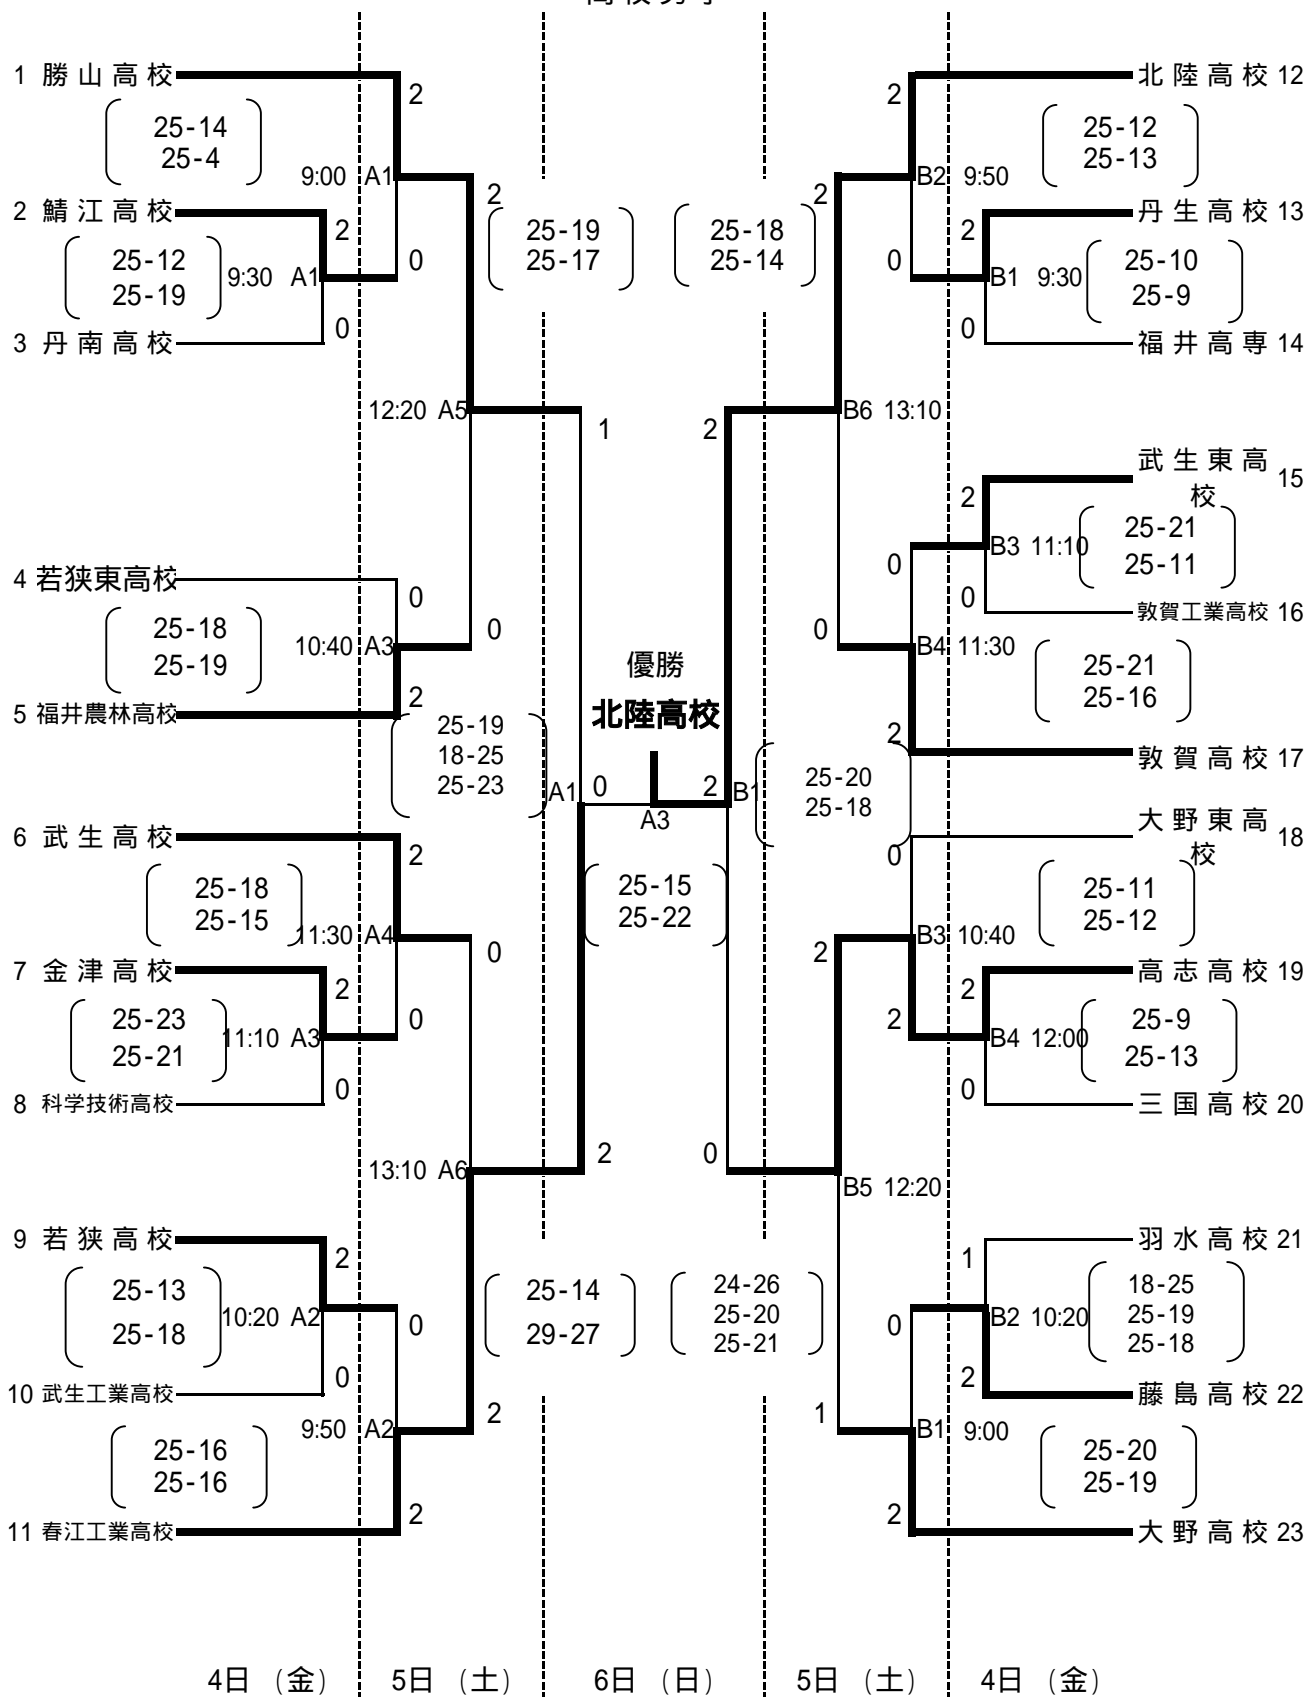 1 勝山高校
2
2
北陸高校 12
25-14
25-4
25-12
25-13
9:00 A1
B2 9:50
2 鯖江高校
2
2
2
2
丹生高校 13
25-12
25-19
9:30 A1
0
25-19
25-17
25-18
25-14
0
B1 9:30
25-10
25-9
3 丹南高校
0
0
福井高専 14
12:20 A5
1
2
B6 13:10
武生東高
校
15
2
25-21
25-11
B3 11:10
4 若狭東高校
0
0
0
敦賀工業高校 16
25-18
25-19
10:40 A3
0
0
B4 11:30
25-21
25-16
優勝
北陸高校
5 福井農林高校
2
2
25-19
18-25
25-23
敦賀高校 17
A1
0
2
B1
A3
25-20
25-18
6 武生高校
2
0
大野東高
校
18
25-18
25-15
11:30 A4
0
25-15
25-22
2
B3 10:40
25-11
25-12
7 金津高校
2
2
高志高校 19
25-23
25-21
11:10 A3
0
2
B4 12:00
25-9
25-13
8 科学技術高校
0
0
三国高校 20
13:10 A6
2
0
B5 12:20
9 若狭高校
2
1
羽水高校 21
25-13
25-18
10:20 A2
0
25-14
29-27
24-26
25-20
25-21
0
B2 10:20
18-25
25-19
25-18
10 武生工業高校
0
2
藤島高校 22
9:50 A2
2
1
B1 9:00
25-16
25-16
25-20
25-19
11 春江工業高校
2
2
大野高校 23
4日 (金)
5日 (土)
6日 (日)
5日 (土)
4日 (金)